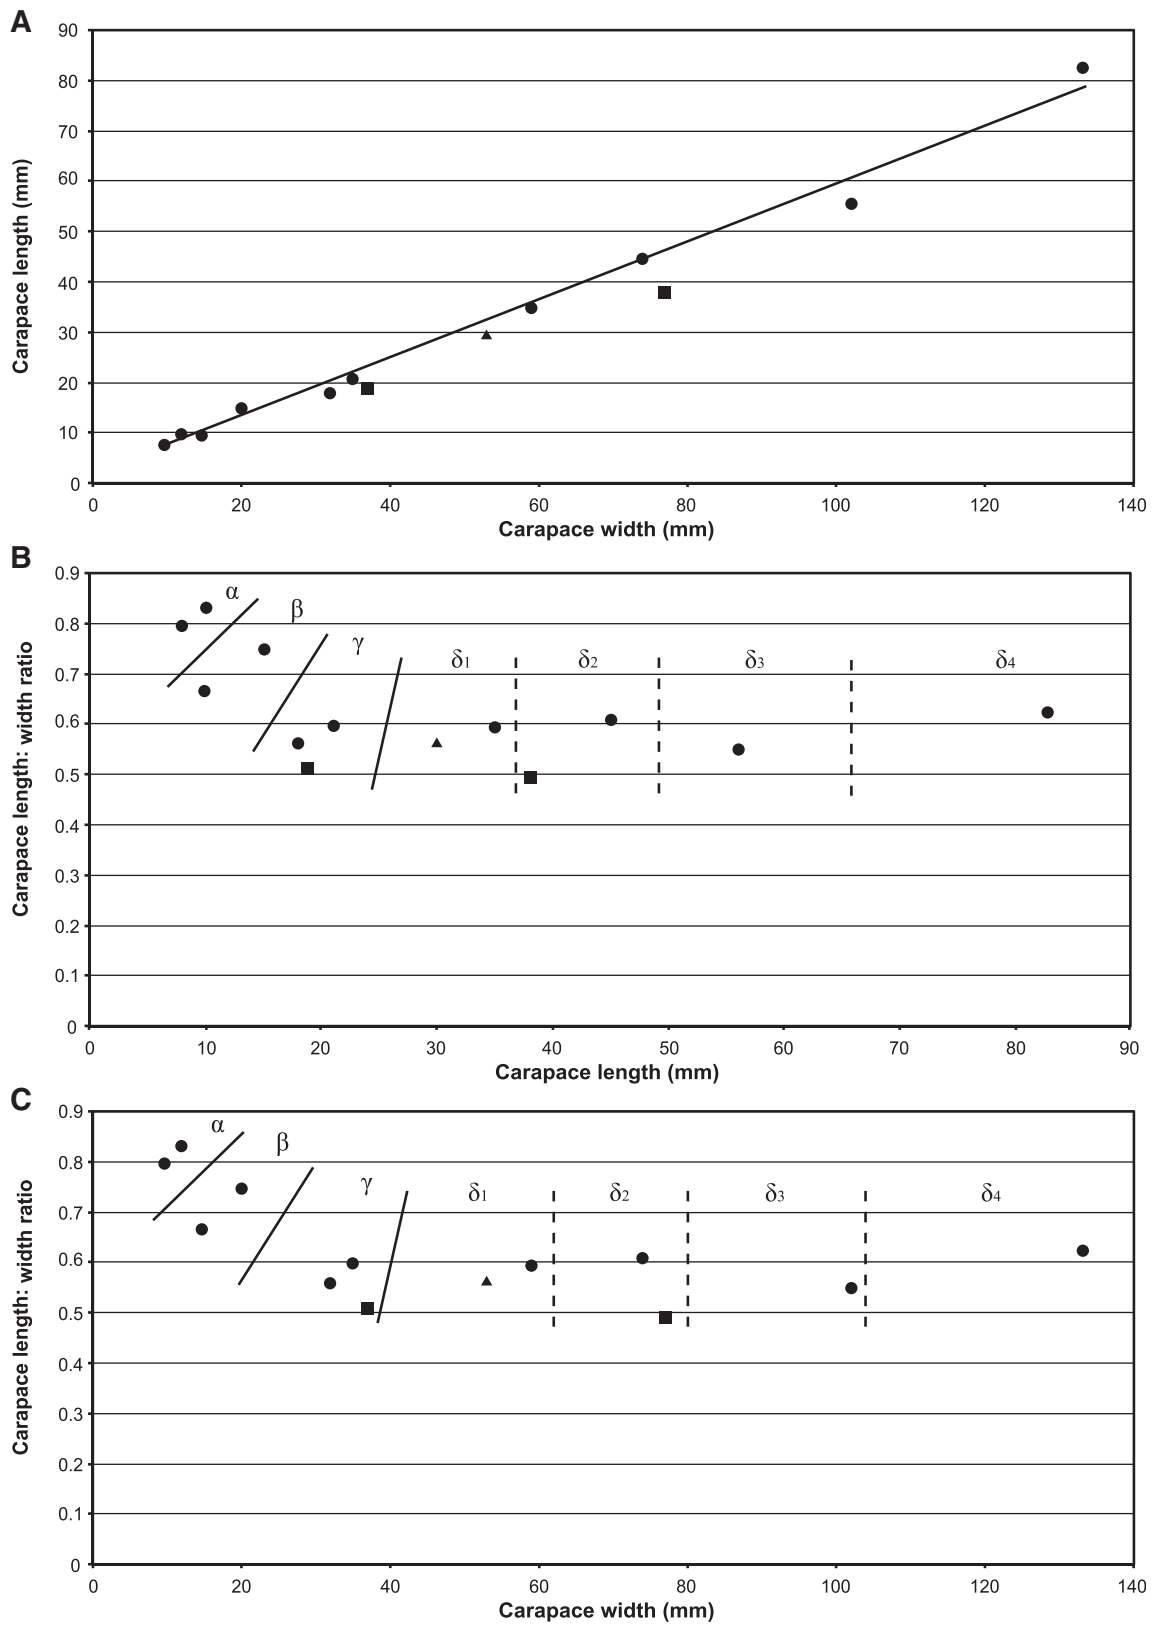 A
90
80
70
60
50
40
30
20
10
0
Carapace length (mm)
0 20 40 60 80 100 120 140
Carapace width (mm)
B
0.9
0.8
0.7
0.6
0.5
0.4
0.3
0.2
0.1
0
Carapace length: width ratio
α
β
γ
δ1 δ2 δ3 δ4
0 10 20 30 40 50 60 70 80 90
Carapace length (mm)
C
0.9
0.8
0.7
0.6
0.5
0.4
0.3
0.2
0.1
0
Carapace length: width ratio
α
β
γ
δ1 δ2 δ3 δ4
0 20 40 60 80 100 120 140
Carapace width (mm)